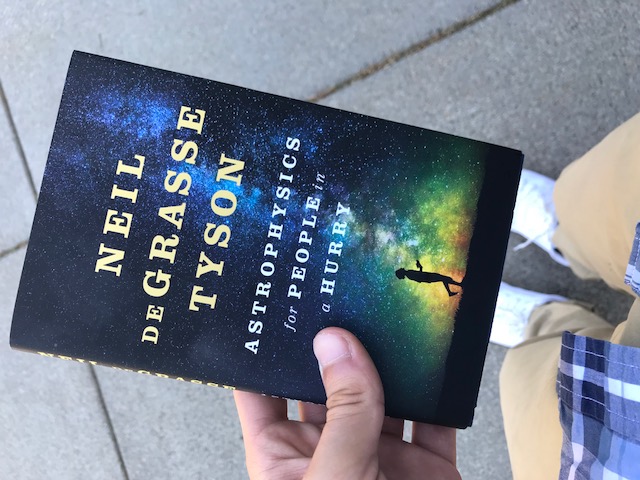 NEIL
DEGRASSE
TYSON
ASTROPHYSICS
for PEOPLE in
a HURRY